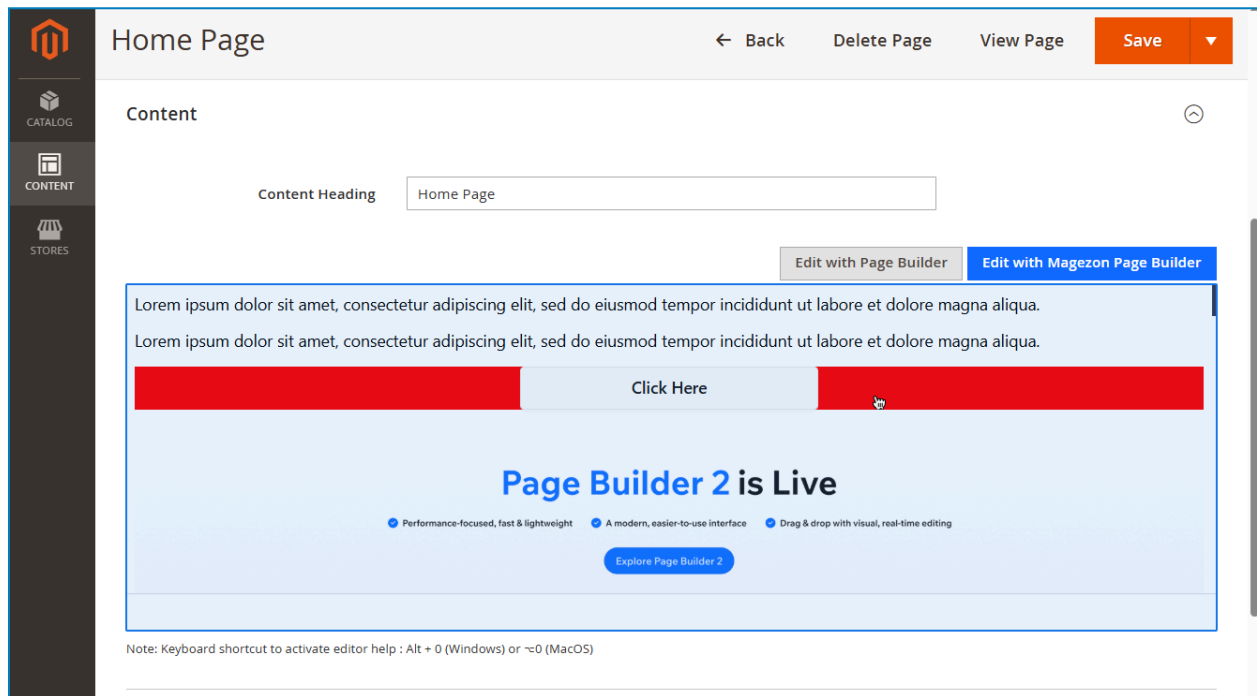 Home Page
← Back
Delete Page
View Page
Save
CATALOG
CONTENT
STORES
Content
Content Heading
Home Page
Edit with Page Builder
Edit with Magezon Page Builder
Lorem ipsum dolor sit amet, consectetur adipiscing elit, sed do eiusmod tempor incididunt ut labore et dolore magna aliqua.
Lorem ipsum dolor sit amet, consectetur adipiscing elit, sed do eiusmod tempor incididunt ut labore et dolore magna aliqua.
Click Here
Page Builder 2 is Live
Performance-focused, fast & lightweight
A modern, easier-to-use interface
Drag & drop with visual, real-time editing
Explore Page Builder 2
Note: Keyboard shortcut to activate editor help : Alt + 0 (Windows) or ⌥0 (MacOS)